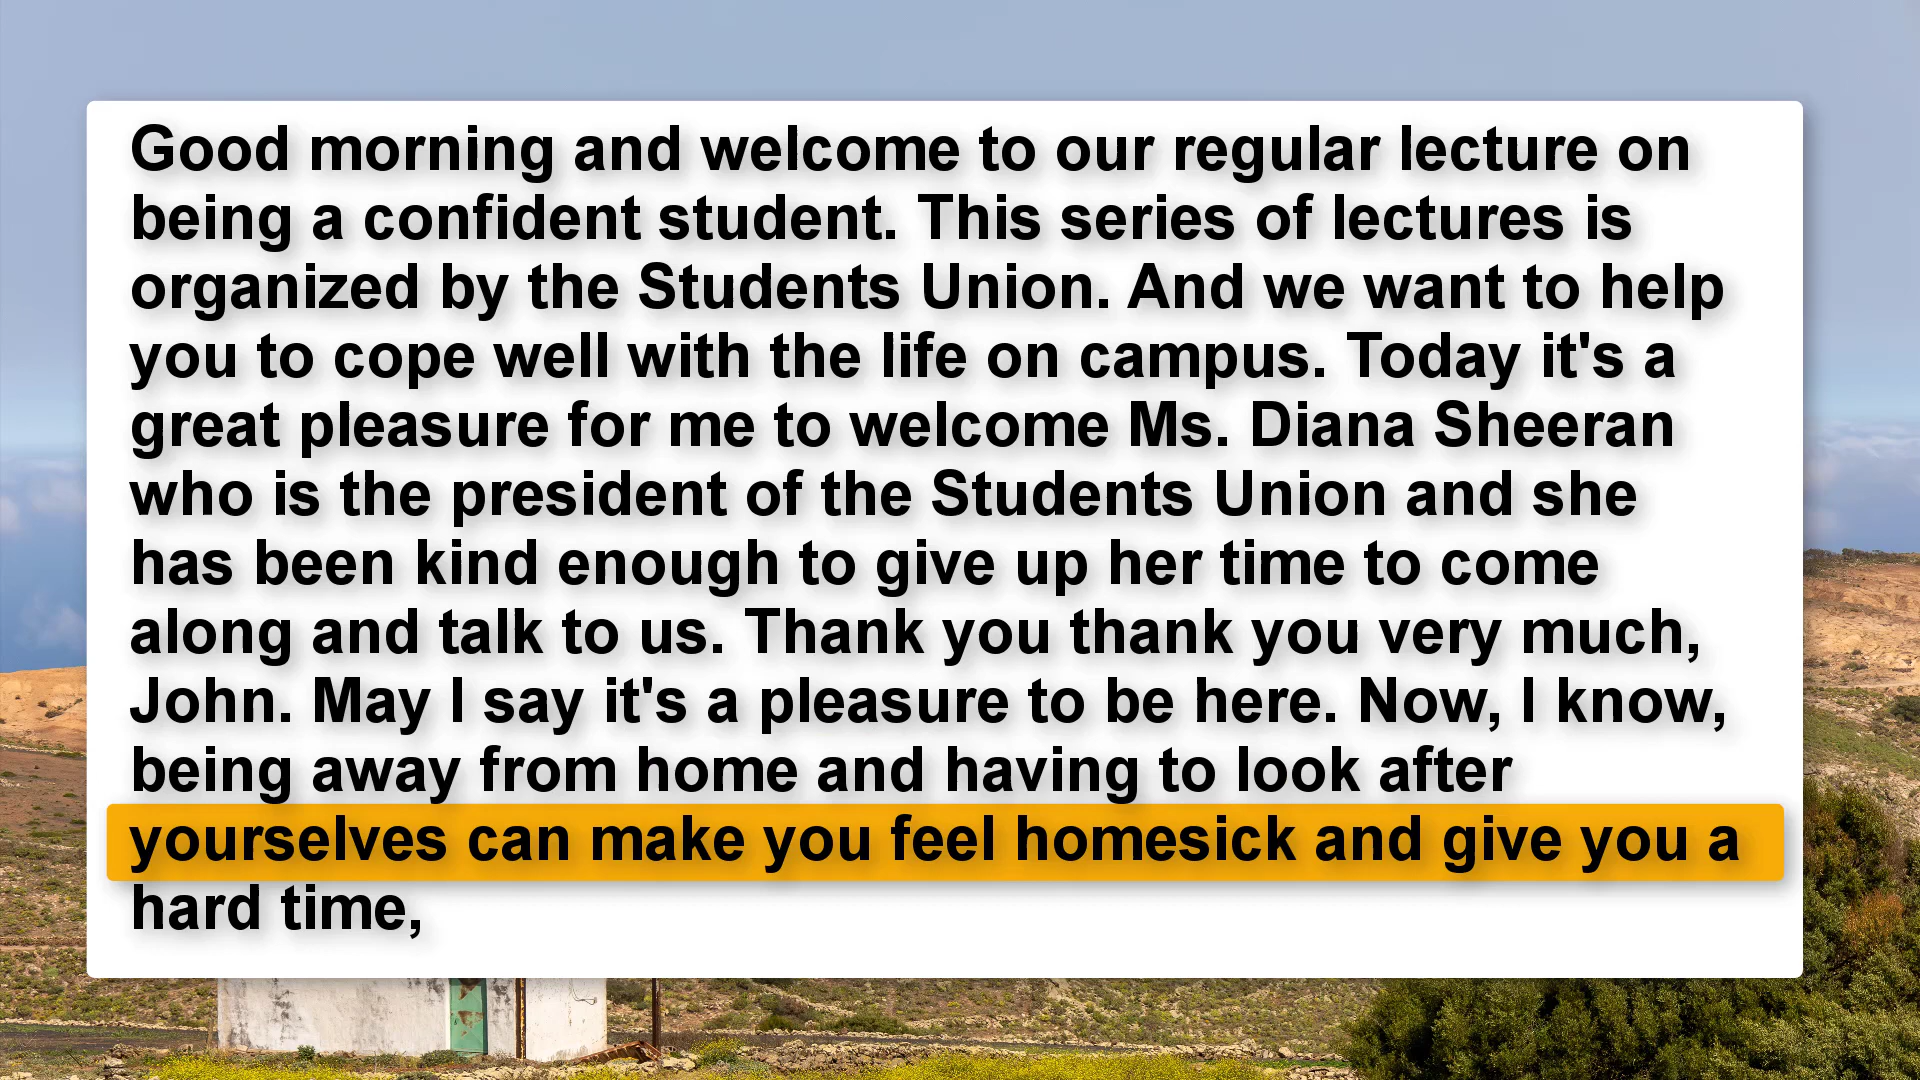 Good morning and welcome to our regular lecture on
being a confident student. This series of lectures is
organized by the Students Union. And we want to help
you to cope well with the life on campus. Today it's a
great pleasure for me to welcome Ms. Diana Sheeran
who is the president of the Students Union and she
has been kind enough to give up her time to come
along and talk to us. Thank you thank you very much,
John. May I say it's a pleasure to be here. Now, I know,
being away from home and having to look after
yourselves can make you feel homesick and give you a
hard time,